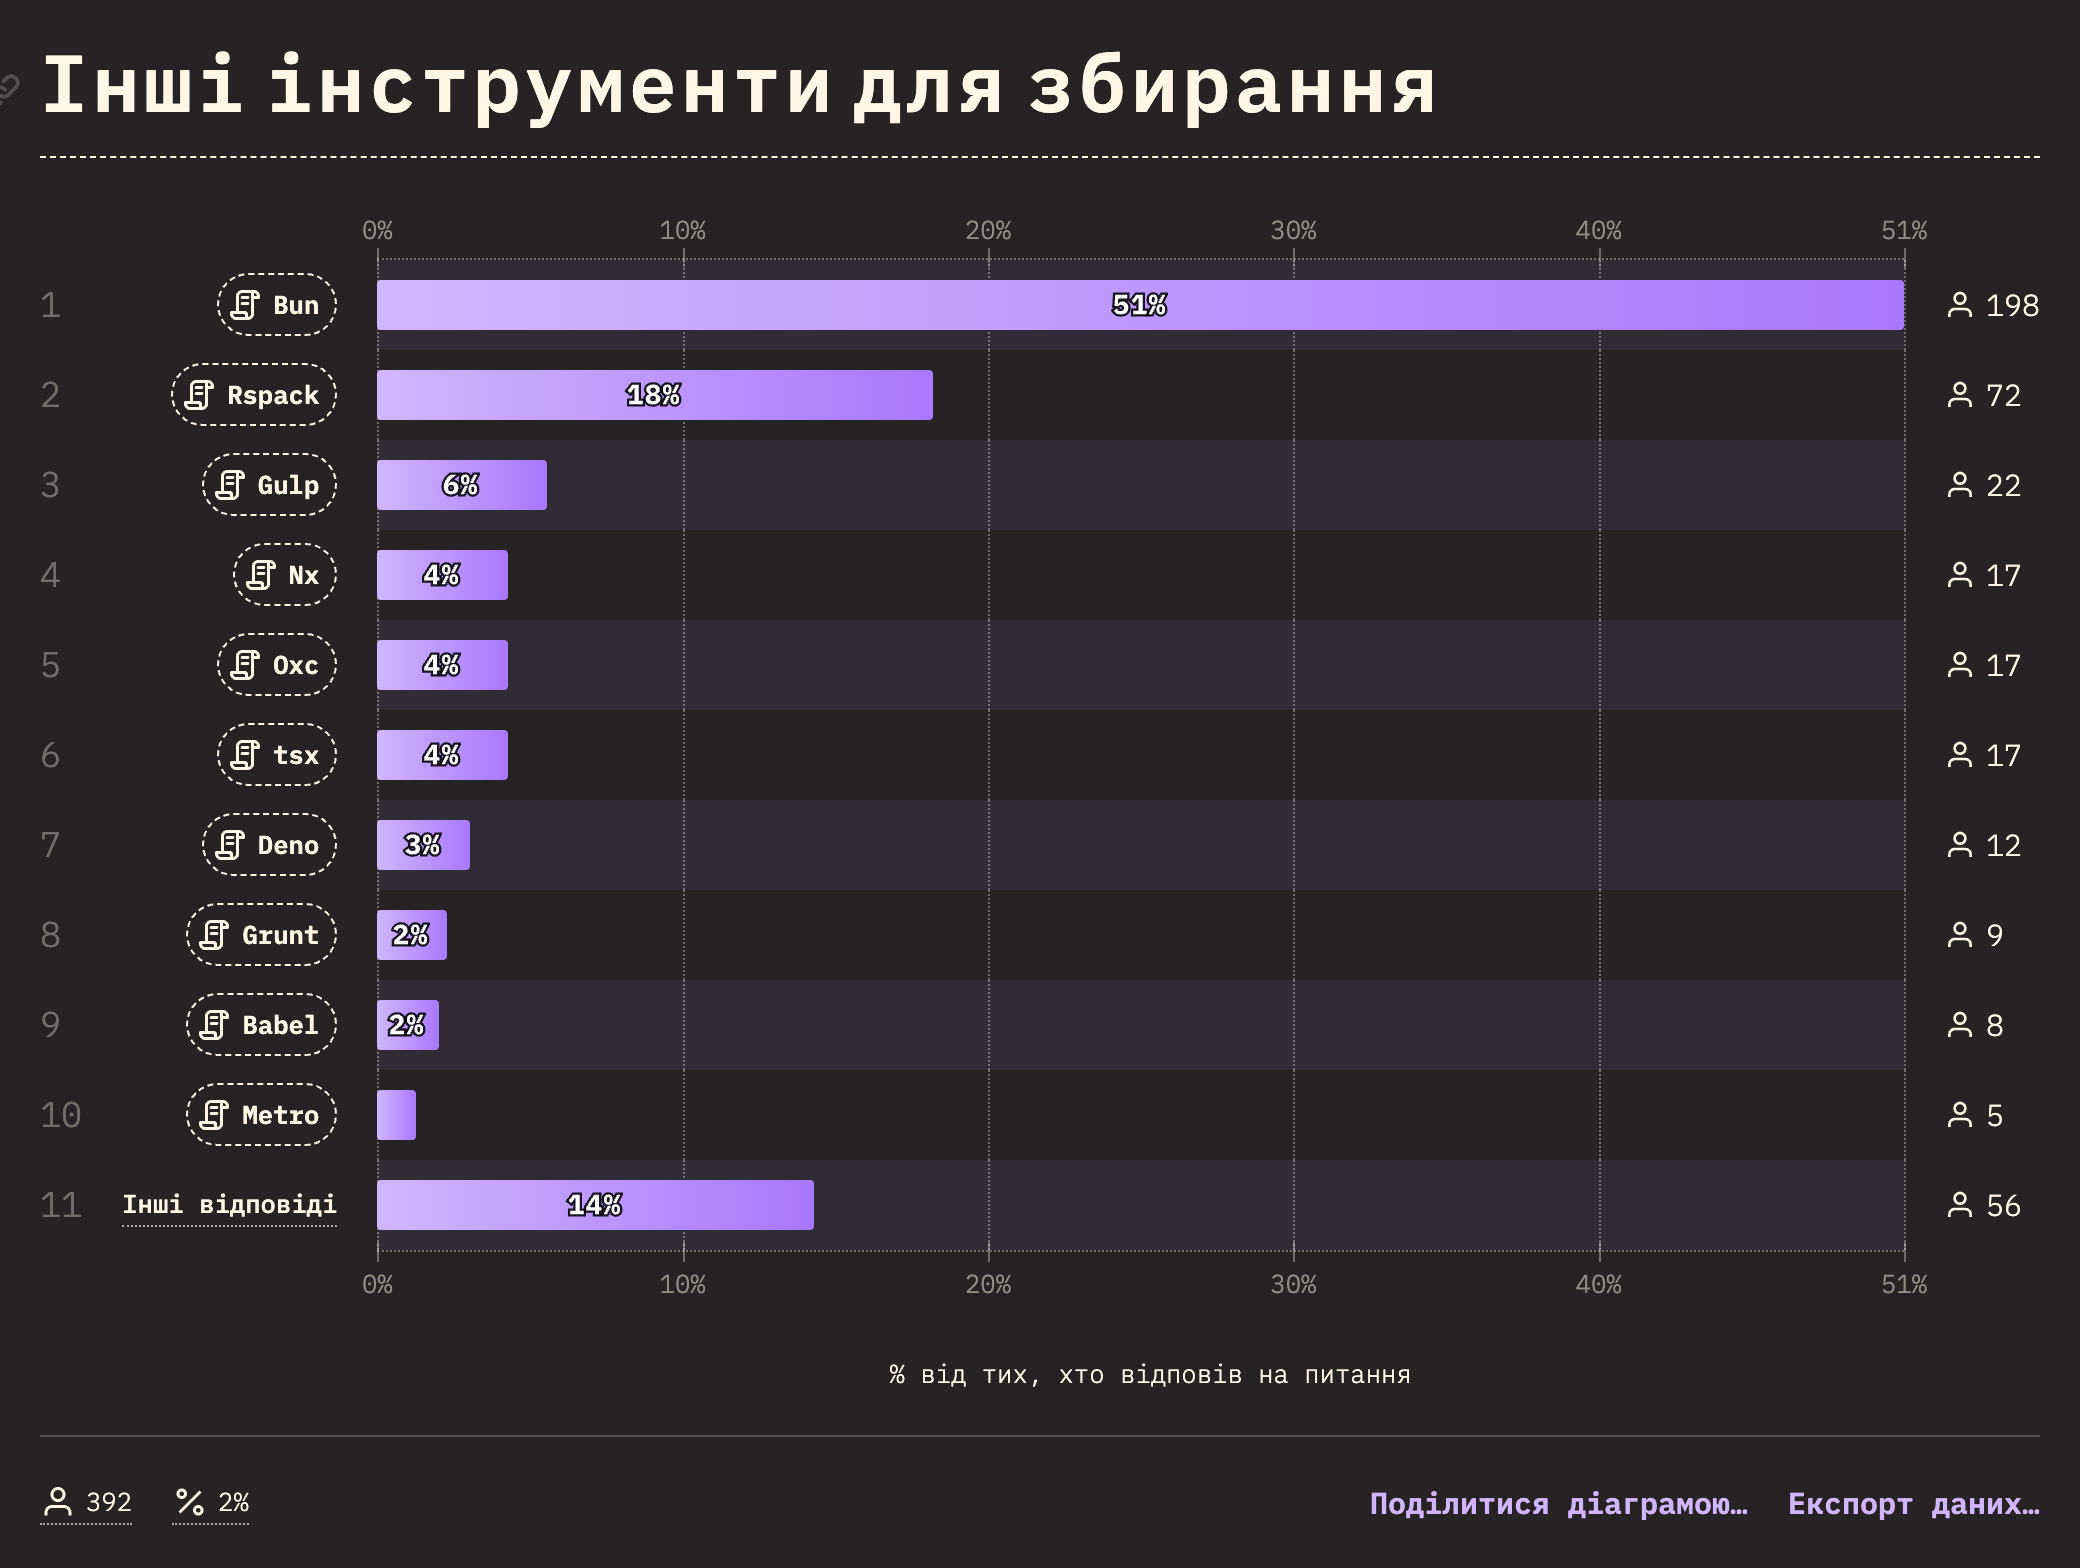 Інші інструменти для збирання
0% 10% 20% 30% 40% 51%
1 Bun 51% 198
2 Rspack 18% 72
3 Gulp 6% 22
4 Nx 4% 17
5 Oxc 4% 17
6 tsx 4% 17
7 Deno 3% 12
8 Grunt 2% 9
9 Babel 2% 8
10 Metro 5
11 Інші відповіді 14% 56
0% 10% 20% 30% 40% 51%
% від тих, хто відповів на питання
392 % 2% Поділитися діаграмою… Експорт даних…